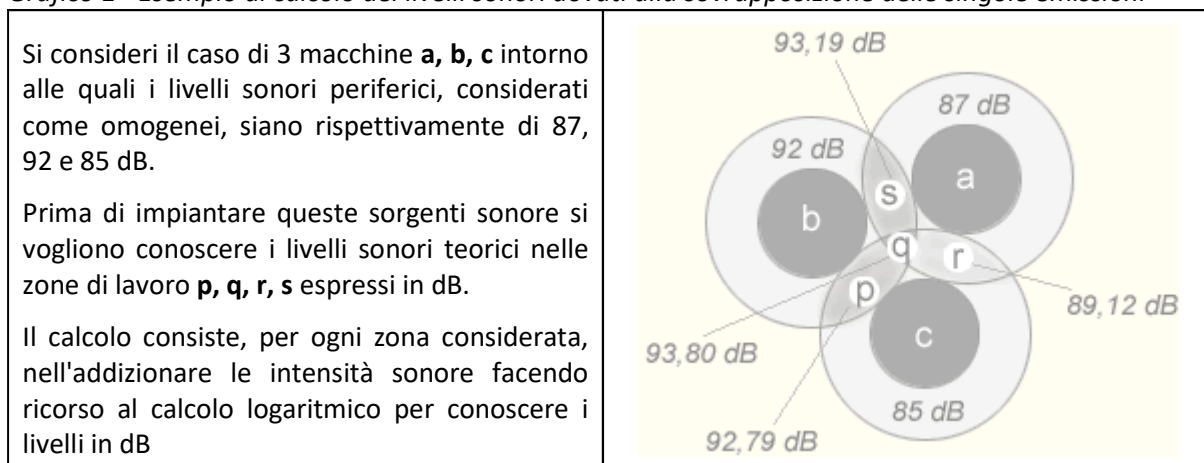 Grafico 1 - Esempio di calcolo dei livelli sonori dovuti alla sovrapposizione delle singole emissioni
Si consideri il caso di 3 macchine a, b, c intorno
alle quali i livelli sonori periferici, considerati
come omogenei, siano rispettivamente di 87,
92 e 85 dB.
Prima di impiantare queste sorgenti sonore si
vogliono conoscere i livelli sonori teorici nelle
zone di lavoro p, q, r, s espressi in dB.
Il calcolo consiste, per ogni zona considerata,
nell'addizionare le intensità sonore facendo
ricorso al calcolo logaritmico per conoscere i
livelli in dB
93,19 dB
87 dB
92 dB
a
s
b
q
r
p
89,12 dB
c
93,80 dB
85 dB
92,79 dB